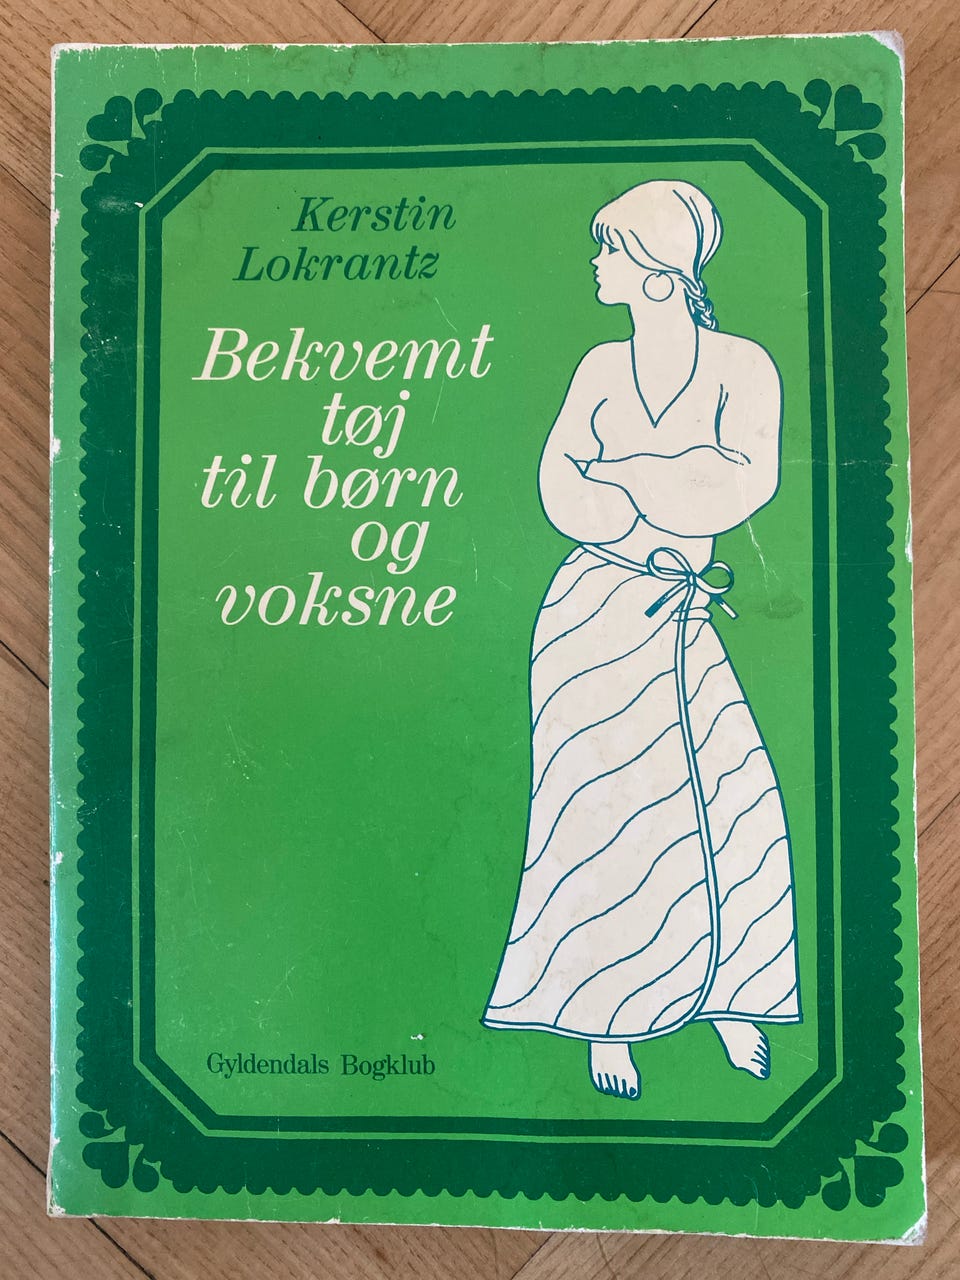 Kerstin
Lokrantz
Bekvemt
tøj
til børn
og
voksne
Gyldendals Bogklub